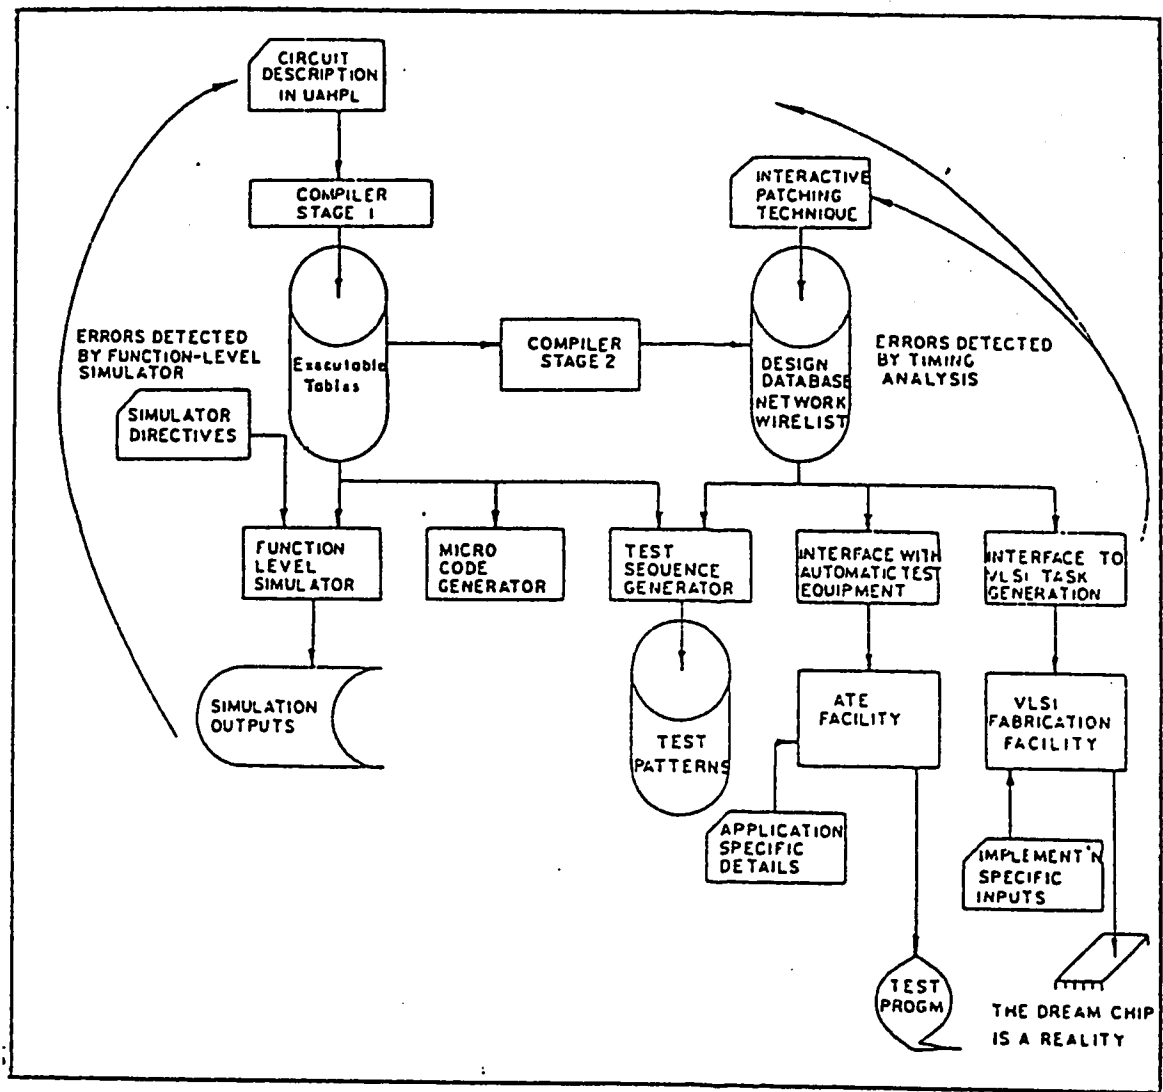 CIRCUIT
DESCRIPTION
IN UAHPL
COMPILER
STAGE 1
INTERACTIVE
PATCHING
TECHNIQUE
ERRORS DETECTED
BY FUNCTION-LEVEL
SIMULATOR
Executable
Tables
COMPILER
STAGE 2
DESIGN
DATABASE
NETWORK
WIRELIST
ERRORS DETECTED
BY TIMING
ANALYSIS
SIMULATOR
DIRECTIVES
FUNCTION
LEVEL
SIMULATOR
MICRO
CODE
GENERATOR
TEST
SEQUENCE
GENERATOR
INTERFACE WITH
AUTOMATIC TEST
EQUIPMENT
INTERFACE TO
VLSI TASK
GENERATION
SIMULATION
OUTPUTS
TEST
PATTERNS
ATE
FACILITY
VLSI
FABRICATION
FACILITY
APPLICATION
SPECIFIC
DETAILS
IMPLEMENT'N
SPECIFIC
INPUTS
TEST
PROGM
THE DREAM CHIP
IS A REALITY